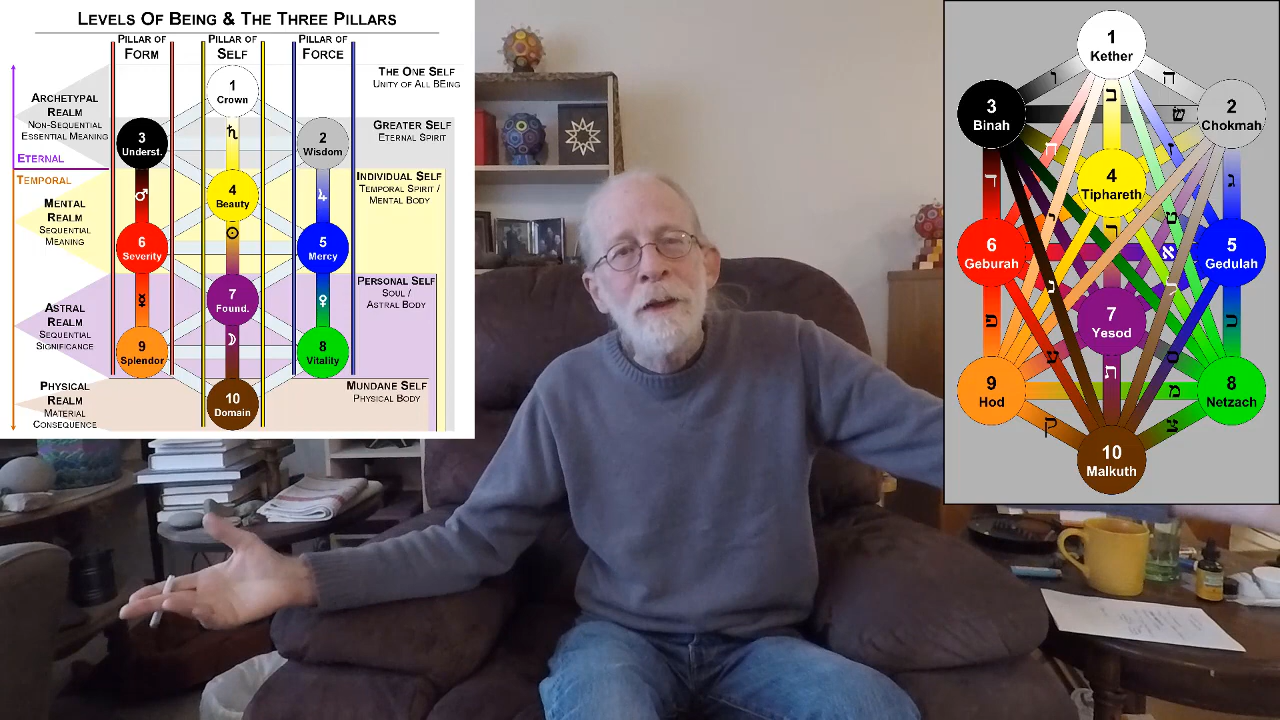 LEVELS OF BEING & THE THREE PILLARS
PILLAR OF
FORM
PILLAR OF
SELF
PILLAR OF
FORCE
THE ONE SELF
UNITY OF ALL BEING
1
Crown
ARCHETYPAL
REALM
NON-SEQUENTIAL
ESSENTIAL MEANING
♄
GREATER SELF
ETERNAL SPIRIT
3
Underst.
2
Wisdom
ETERNAL
TEMPORAL
INDIVIDUAL SELF
TEMPORAL SPIRIT /
MENTAL BODY
♂
4
Beauty
♃
MENTAL
REALM
SEQUENTIAL
MEANING
☉
6
Severity
5
Mercy
PERSONAL SELF
SOUL /
ASTRAL BODY
☿
7
Found.
♀
ASTRAL
REALM
SEQUENTIAL
SIGNIFICANCE
☽
9
Splendor
8
Vitality
PHYSICAL
REALM
MATERIAL
CONSEQUENCE
10
Domain
MUNDANE SELF
PHYSICAL BODY
1
Kether
ו
ה
ב
3
Binah
ש
2
Chokmah
ח
ז
4
Tiphareth
ד
ג
י
ט
ר
6
Geburah
א
5
Gedulah
נ
ל
7
Yesod
פ
כ
ע
ס
ת
9
Hod
מ
8
Netzach
ק
צ
10
Malkuth